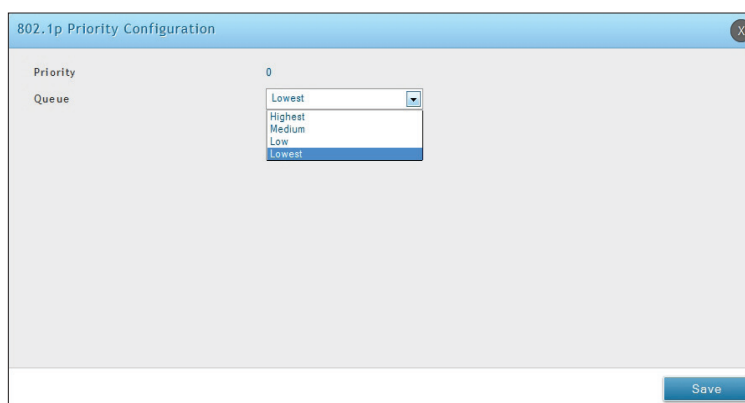 802.1p Priority Configuration
X
Priority 0
Queue Lowest
Highest
Medium
Low
Lowest
Save